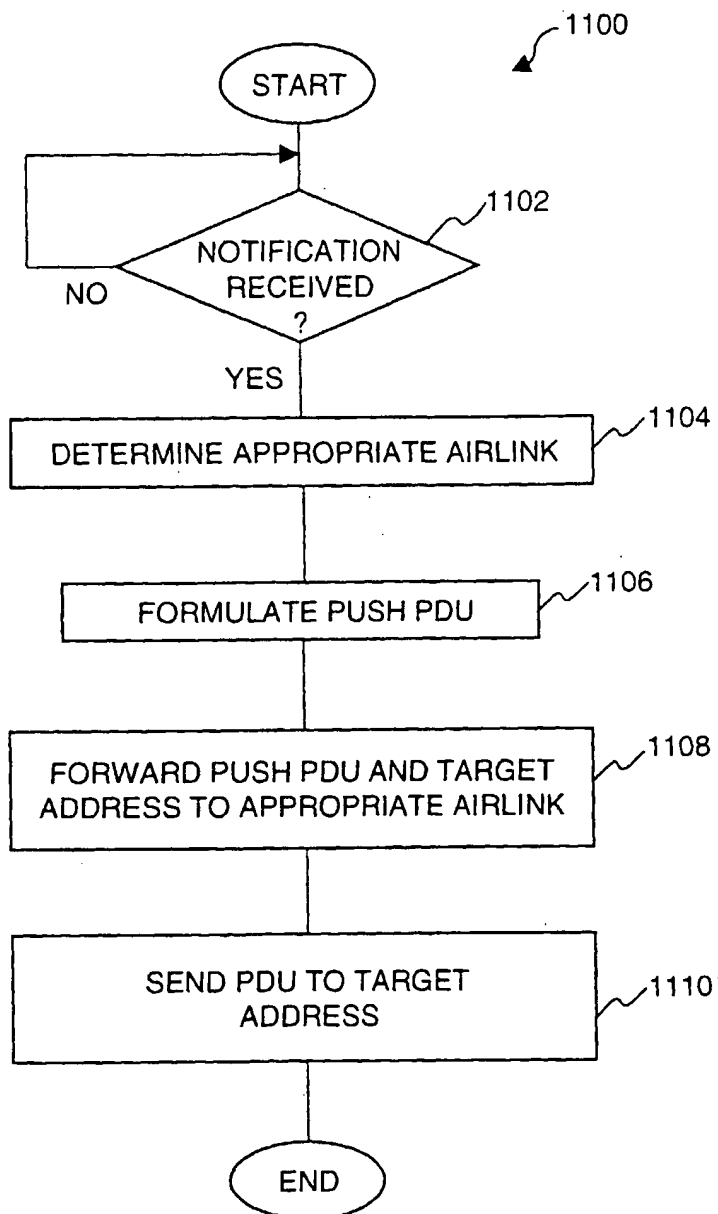 1100
START
1102
NOTIFICATION
RECEIVED
?
NO
YES
1104
DETERMINE APPROPRIATE AIRLINK
1106
FORMULATE PUSH PDU
1108
FORWARD PUSH PDU AND TARGET
ADDRESS TO APPROPRIATE AIRLINK
SEND PDU TO TARGET
ADDRESS
1110
END